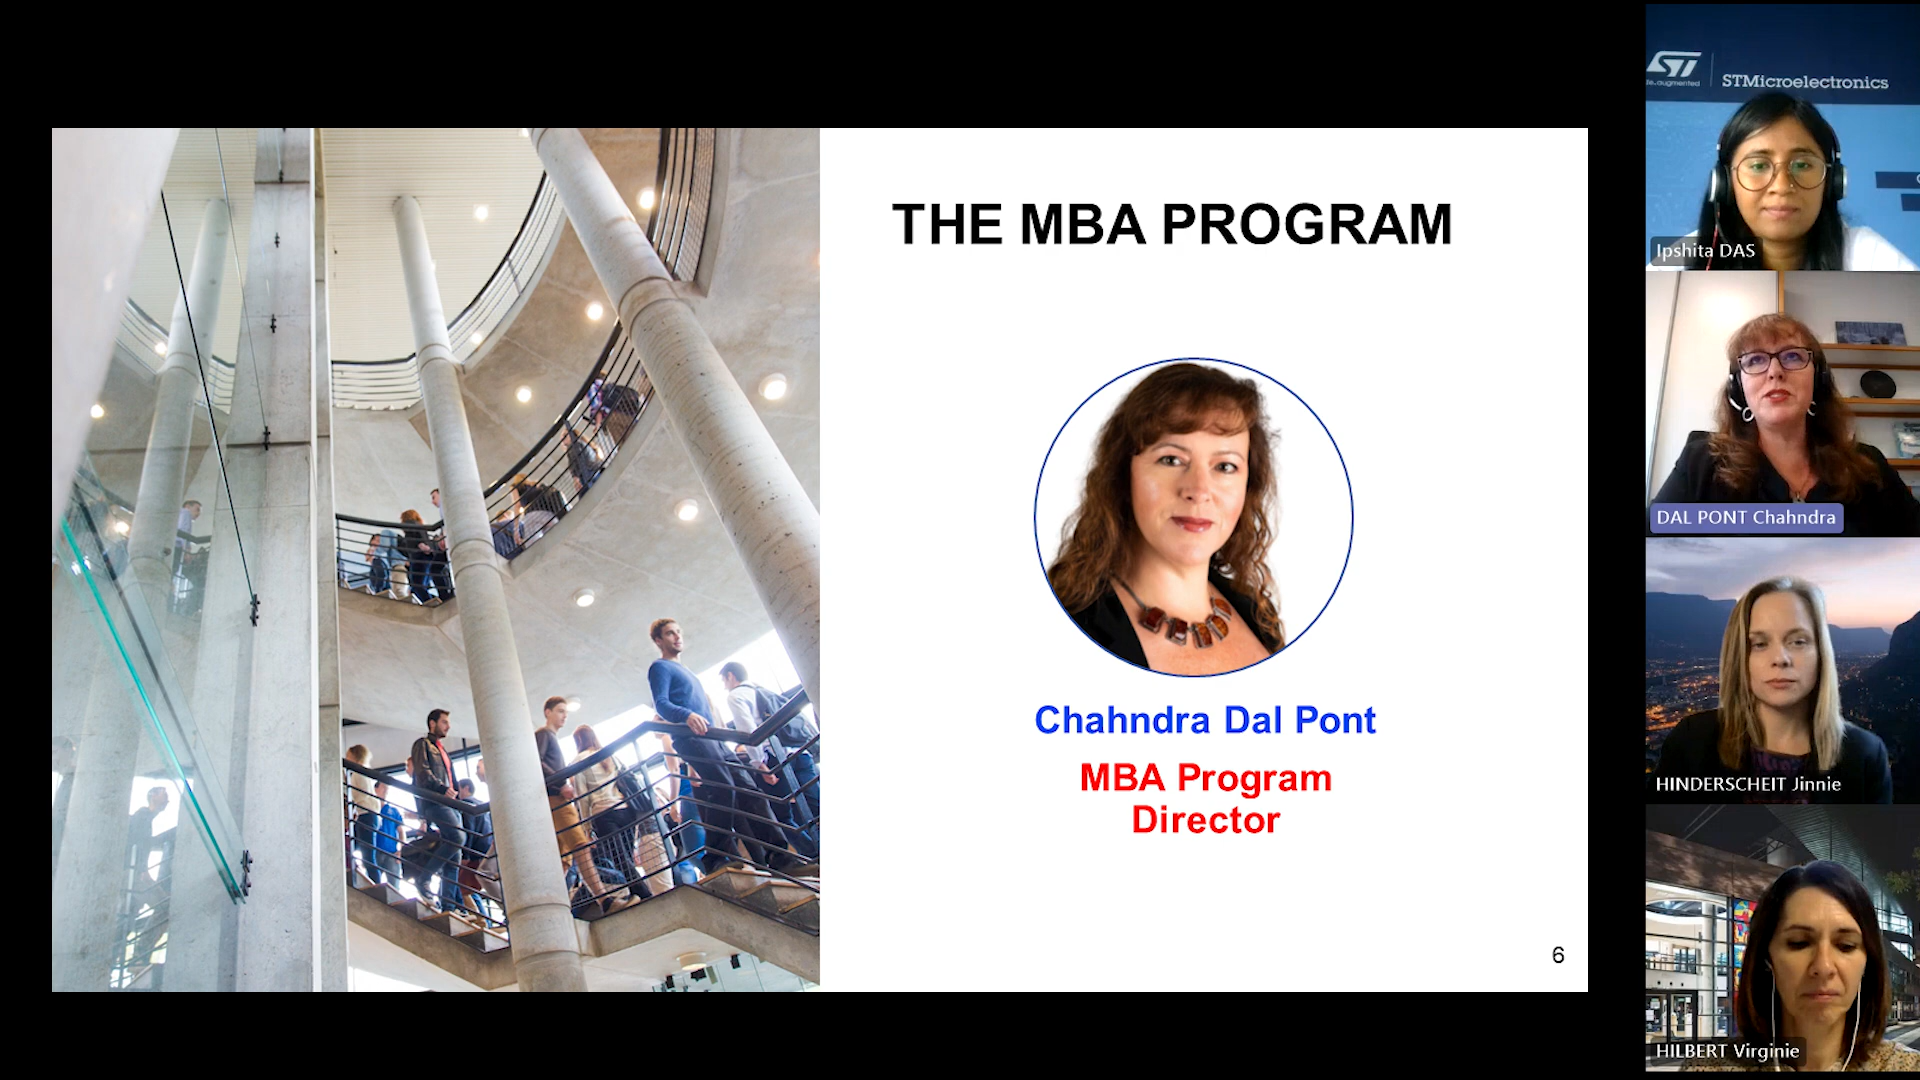 THE MBA PROGRAM
Chahndra Dal Pont
MBA Program
Director
6
STMicroelectronics
Ipshita DAS
DAL PONT Chahndra
HINDERSCHEIT Jinnie
HILBERT Virginie